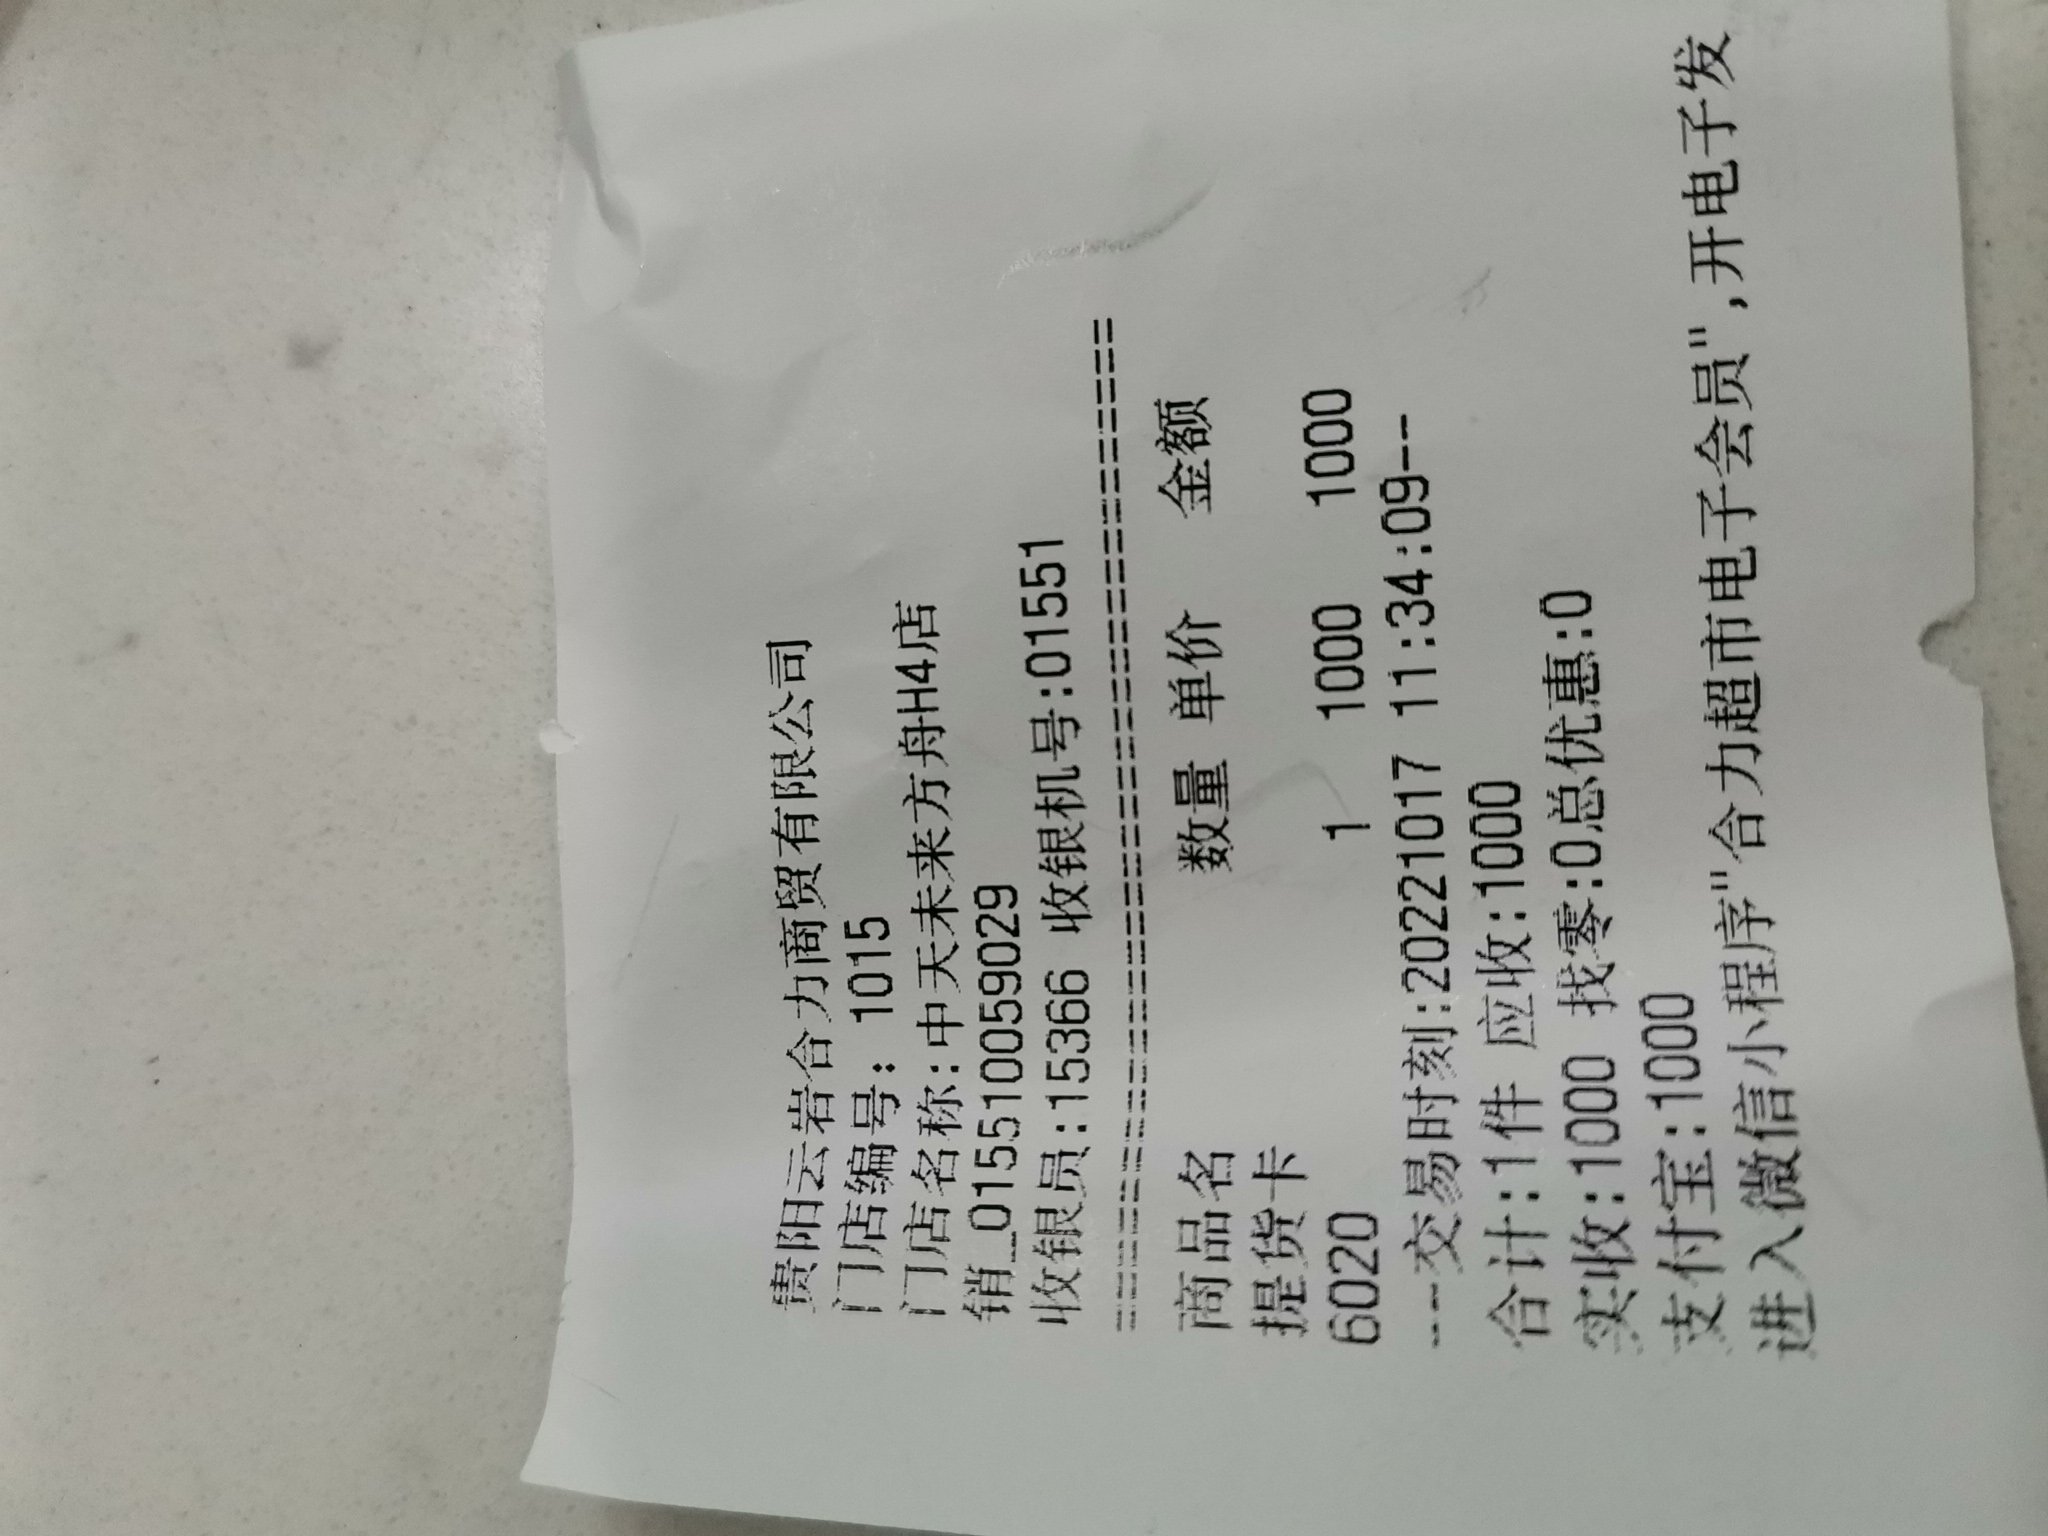 贵阳云岩合力商贸有限公司
门店编号: 1015
门店名称:中天未来方舟H4店
销_015510059029
收银员:15366 收银机号:01551
========================================
商品名 数量 单价 金额
提货卡
6020 1 1000 1000
---交易时刻:20221017 11:34:09--
合计:1件 应收:1000
实收:1000 找零:0总优惠:0
支付宝:1000
进入微信小程序"合力超市电子会员",开电子发